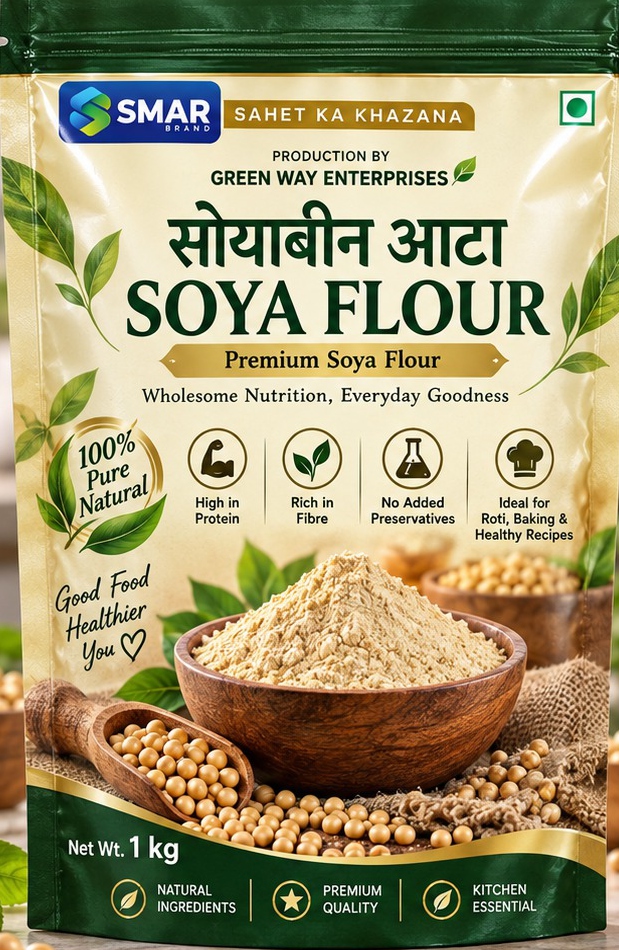 SMAR
BRAND
SAHET KA KHAZANA
PRODUCTION BY
GREEN WAY ENTERPRISES
सोयाबीन आटा
SOYA FLOUR
Premium Soya Flour
Wholesome Nutrition, Everyday Goodness
100%
Pure
Natural
High in
Protein
Rich in
Fibre
No Added
Preservatives
Ideal for
Roti, Baking &
Healthy Recipes
Good Food
Healthier
You
Net Wt. 1 kg
NATURAL
INGREDIENTS
PREMIUM
QUALITY
KITCHEN
ESSENTIAL